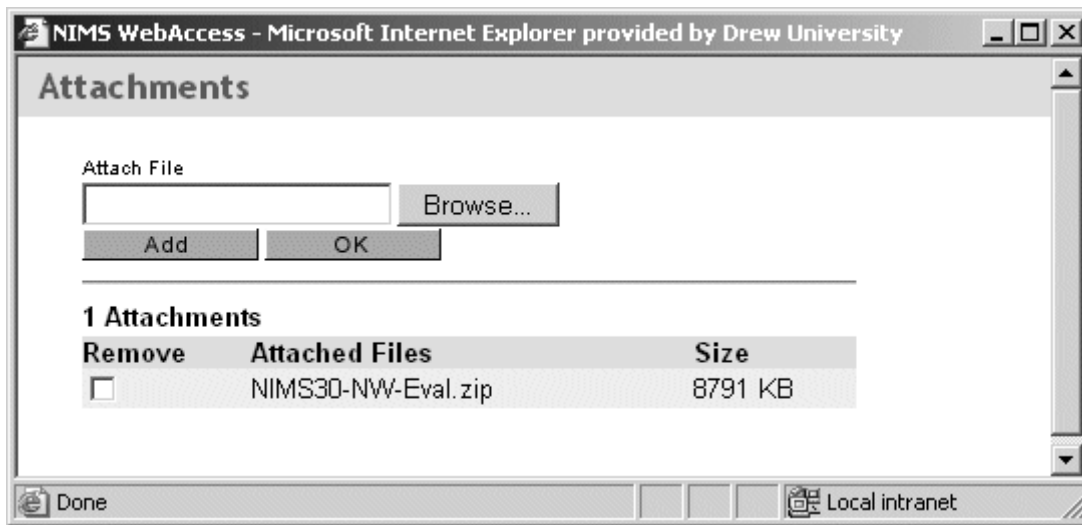 NIMS WebAccess - Microsoft Internet Explorer provided by Drew University
Attachments
Attach File
Browse...
Add OK
1 Attachments
Remove Attached Files Size
NIMS30-NW-Eval.zip 8791 KB
Done Local intranet